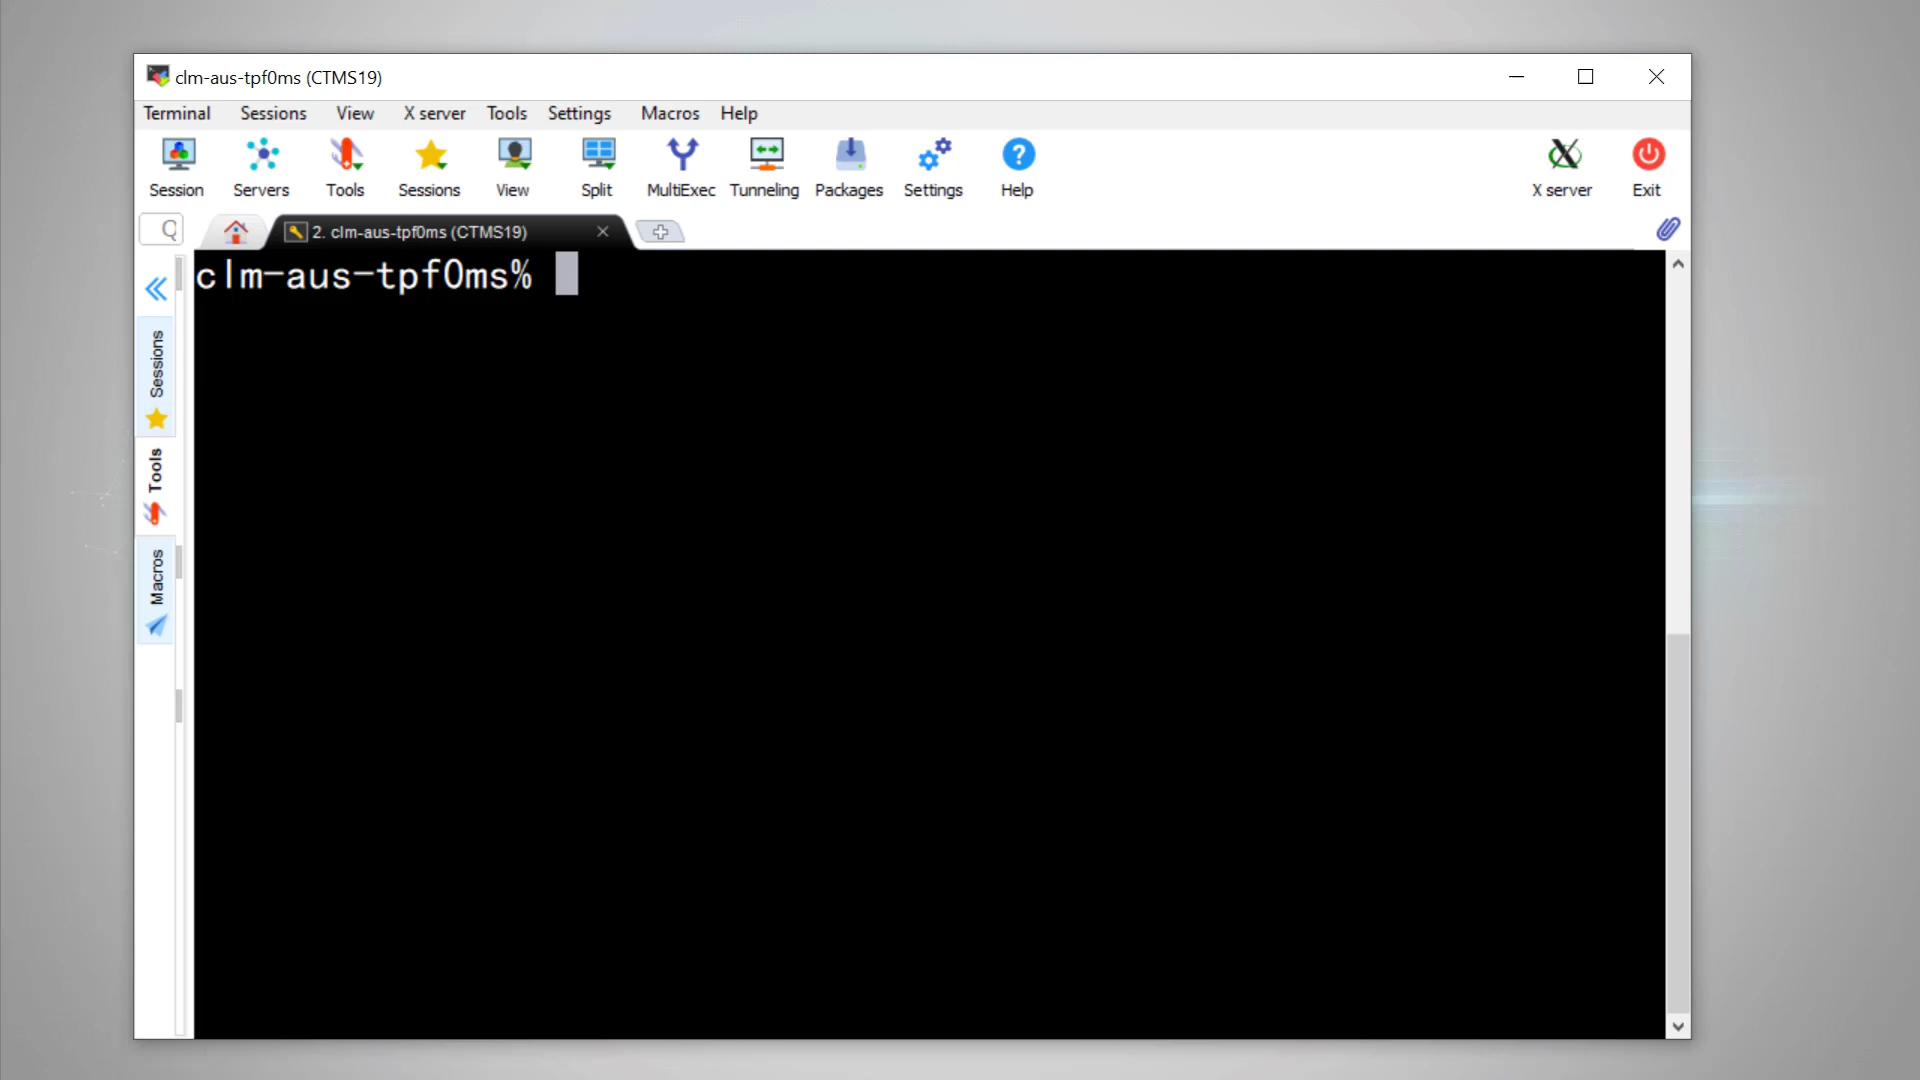 clm-aus-tpf0ms (CTMS19)
Terminal Sessions View X server Tools Settings Macros Help
Session Servers Tools Sessions View Split MultiExec Tunneling Packages Settings Help X server Exit
2. clm-aus-tpf0ms (CTMS19)
clm-aus-tpf0ms%
Sessions
Tools
Macros